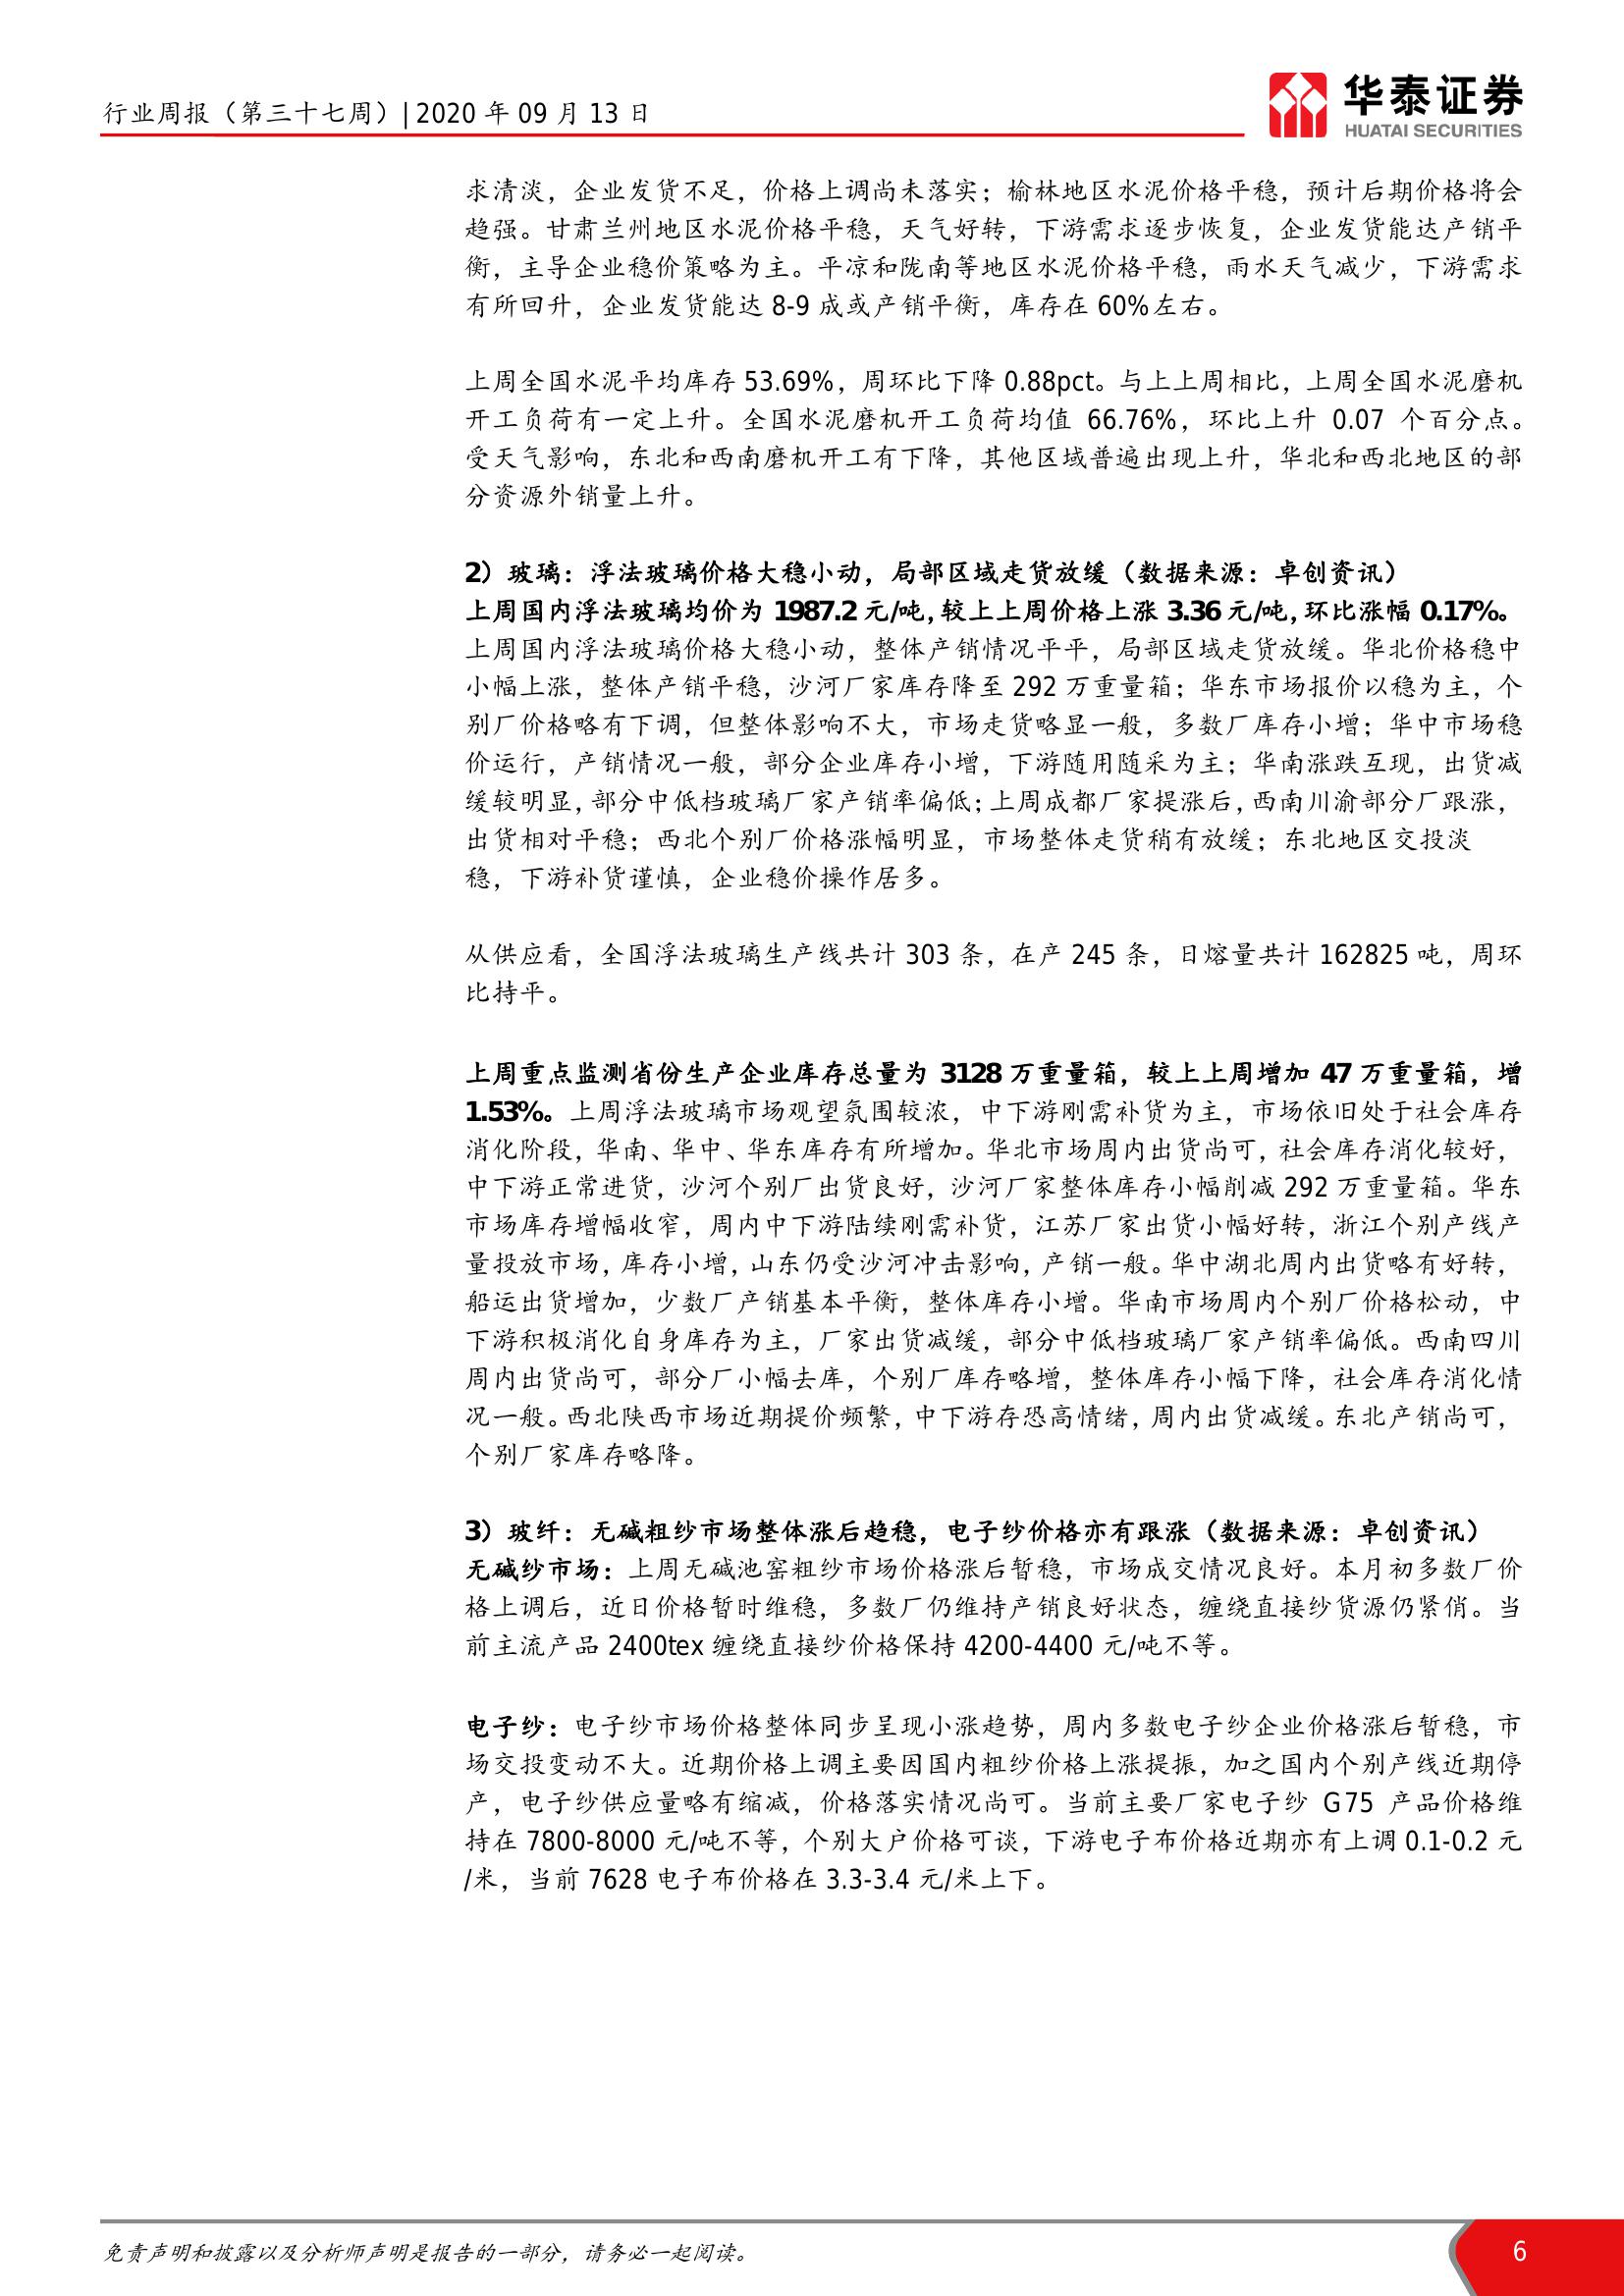 行业周报（第三十七周）| 2020 年 09 月 13 日
华泰证券
HUATAI SECURITIES
求清淡，企业发货不足，价格上调尚未落实；榆林地区水泥价格平稳，预计后期价格将会
趋强。甘肃兰州地区水泥价格平稳，天气好转，下游需求逐步恢复，企业发货能达产销平
衡，主导企业稳价策略为主。平凉和陇南等地区水泥价格平稳，雨水天气减少，下游需求
有所回升，企业发货能达 8-9 成或产销平衡，库存在 60%左右。
上周全国水泥平均库存 53.69%，周环比下降 0.88pct。与上上周相比，上周全国水泥磨机
开工负荷有一定上升。全国水泥磨机开工负荷均值 66.76%，环比上升 0.07 个百分点。
受天气影响，东北和西南磨机开工有下降，其他区域普遍出现上升，华北和西北地区的部
分资源外销量上升。
2）玻璃：浮法玻璃价格大稳小动，局部区域走货放缓（数据来源：卓创资讯）
上周国内浮法玻璃均价为 1987.2 元/吨，较上上周价格上涨 3.36 元/吨，环比涨幅 0.17%。
上周国内浮法玻璃价格大稳小动，整体产销情况平平，局部区域走货放缓。华北价格稳中
小幅上涨，整体产销平稳，沙河厂家库存降至 292 万重量箱；华东市场报价以稳为主，个
别厂价格略有下调，但整体影响不大，市场走货略显一般，多数厂库存小增；华中市场稳
价运行，产销情况一般，部分企业库存小增，下游随用随采为主；华南涨跌互现，出货减
缓较明显，部分中低档玻璃厂家产销率偏低；上周成都厂家提涨后，西南川渝部分厂跟涨，
出货相对平稳；西北个别厂价格涨幅明显，市场整体走货稍有放缓；东北地区交投淡
稳，下游补货谨慎，企业稳价操作居多。
从供应看，全国浮法玻璃生产线共计 303 条，在产 245 条，日熔量共计 162825 吨，周环
比持平。
上周重点监测省份生产企业库存总量为 3128 万重量箱，较上上周增加 47 万重量箱，增
1.53%。上周浮法玻璃市场观望氛围较浓，中下游刚需补货为主，市场依旧处于社会库存
消化阶段，华南、华中、华东库存有所增加。华北市场周内出货尚可，社会库存消化较好，
中下游正常进货，沙河个别厂出货良好，沙河厂家整体库存小幅削减 292 万重量箱。华东
市场库存增幅收窄，周内中下游陆续刚需补货，江苏厂家出货小幅好转，浙江个别产线产
量投放市场，库存小增，山东仍受沙河冲击影响，产销一般。华中湖北周内出货略有好转，
船运出货增加，少数厂产销基本平衡，整体库存小增。华南市场周内个别厂价格松动，中
下游积极消化自身库存为主，厂家出货减缓，部分中低档玻璃厂家产销率偏低。西南四川
周内出货尚可，部分厂小幅去库，个别厂库存略增，整体库存小幅下降，社会库存消化情
况一般。西北陕西市场近期提价频繁，中下游存恐高情绪，周内出货减缓。东北产销尚可，
个别厂家库存略降。
3）玻纤：无碱粗纱市场整体涨后趋稳，电子纱价格亦有跟涨（数据来源：卓创资讯）
无碱纱市场：上周无碱池窑粗纱市场价格涨后暂稳，市场成交情况良好。本月初多数厂价
格上调后，近日价格暂时维稳，多数厂仍维持产销良好状态，缠绕直接纱货源仍紧俏。当
前主流产品 2400tex 缠绕直接纱价格保持 4200-4400 元/吨不等。
电子纱：电子纱市场价格整体同步呈现小涨趋势，周内多数电子纱企业价格涨后暂稳，市
场交投变动不大。近期价格上调主要因国内粗纱价格上涨提振，加之国内个别产线近期停
产，电子纱供应量略有缩减，价格落实情况尚可。当前主要厂家电子纱 G75 产品价格维
持在 7800-8000 元/吨不等，个别大户价格可谈，下游电子布价格近期亦有上调 0.1-0.2 元
/米，当前 7628 电子布价格在 3.3-3.4 元/米上下。
免责声明和披露以及分析师声明是报告的一部分，请务必一起阅读。
6